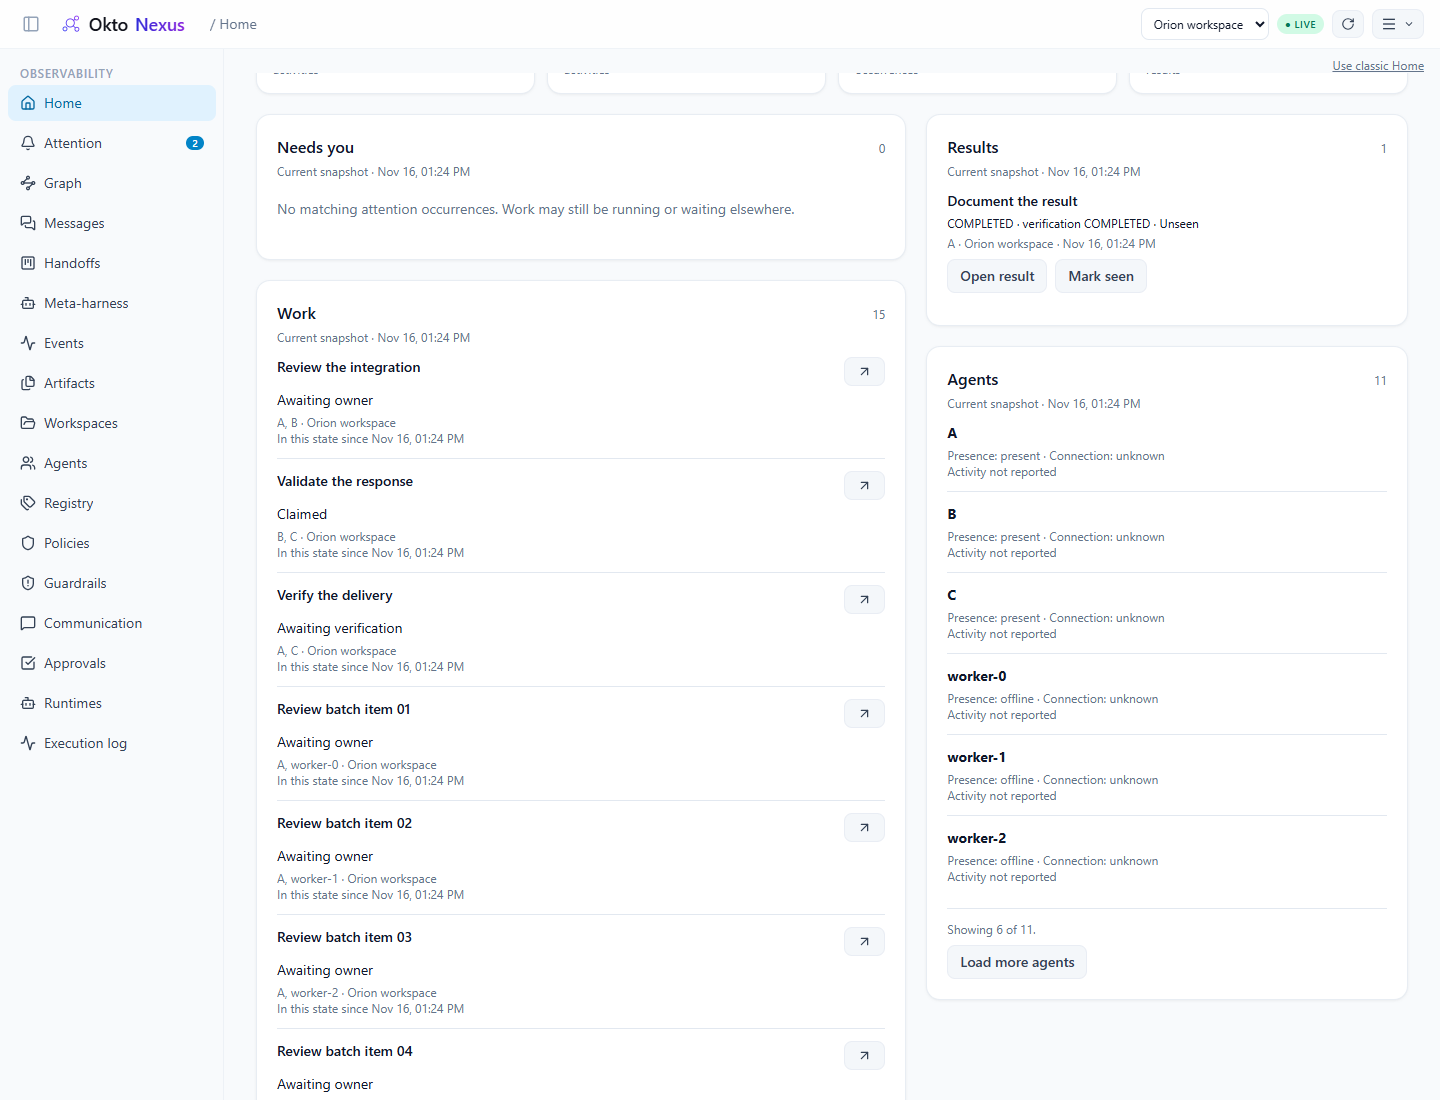 Okto Nexus
/ Home
Orion workspace
LIVE
Use classic Home
OBSERVABILITY
Home
Attention
2
Graph
Messages
Handoffs
Meta-harness
Events
Artifacts
Workspaces
Agents
Registry
Policies
Guardrails
Communication
Approvals
Runtimes
Execution log
Needs you
0
Current snapshot · Nov 16, 01:24 PM
No matching attention occurrences. Work may still be running or waiting elsewhere.
Work
15
Current snapshot · Nov 16, 01:24 PM
Review the integration
Awaiting owner
A, B · Orion workspace
In this state since Nov 16, 01:24 PM
Validate the response
Claimed
B, C · Orion workspace
In this state since Nov 16, 01:24 PM
Verify the delivery
Awaiting verification
A, C · Orion workspace
In this state since Nov 16, 01:24 PM
Review batch item 01
Awaiting owner
A, worker-0 · Orion workspace
In this state since Nov 16, 01:24 PM
Review batch item 02
Awaiting owner
A, worker-1 · Orion workspace
In this state since Nov 16, 01:24 PM
Review batch item 03
Awaiting owner
A, worker-2 · Orion workspace
In this state since Nov 16, 01:24 PM
Review batch item 04
Awaiting owner
Results
1
Current snapshot · Nov 16, 01:24 PM
Document the result
COMPLETED · verification COMPLETED · Unseen
A · Orion workspace · Nov 16, 01:24 PM
Open result
Mark seen
Agents
11
Current snapshot · Nov 16, 01:24 PM
A
Presence: present · Connection: unknown
Activity not reported
B
Presence: present · Connection: unknown
Activity not reported
C
Presence: present · Connection: unknown
Activity not reported
worker-0
Presence: offline · Connection: unknown
Activity not reported
worker-1
Presence: offline · Connection: unknown
Activity not reported
worker-2
Presence: offline · Connection: unknown
Activity not reported
Showing 6 of 11.
Load more agents